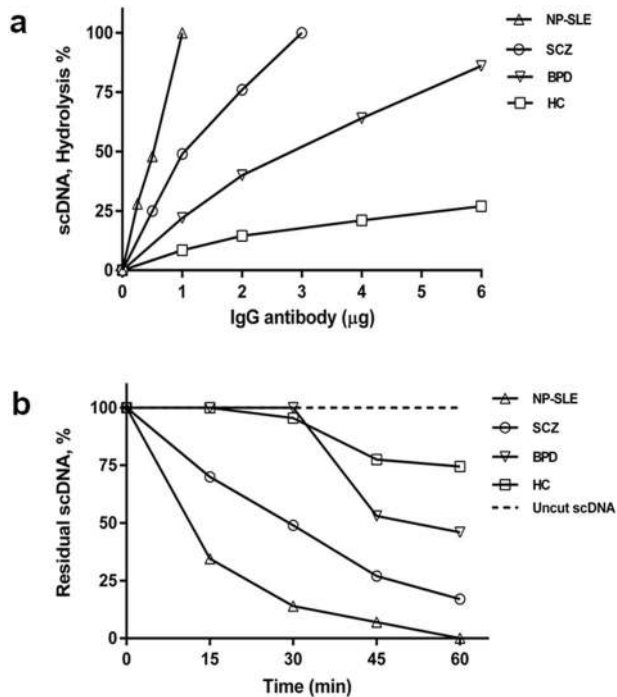 a
scDNA, Hydrolysis %
100
75
50
25
0
0 1 2 3 4 5 6
IgG antibody (μg)
NP-SLE
SCZ
BPD
HC
b
Residual scDNA, %
100
75
50
25
0
0 15 30 45 60
Time (min)
NP-SLE
SCZ
BPD
HC
Uncut scDNA